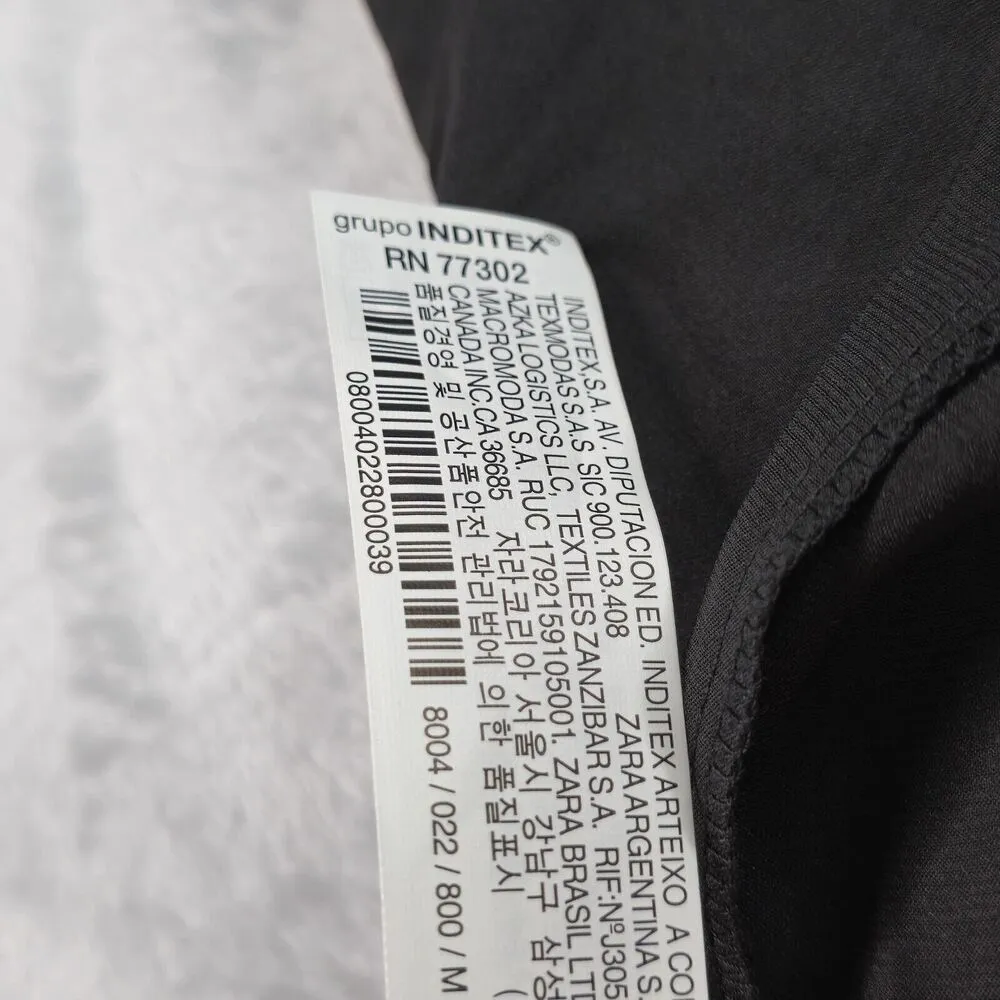 grupo INDITEX®
RN 77302
INDITEX, S.A. AV. DIPUTACION ED. INDITEX ARTEIXO A CO
ZARA ARGENTINA S.
TEXMODAS S.A.S SIC 900.123.408
AZKA LOGISTICS LLC, TEXTILES ZANZIBAR S.A. RIF:NºJ305
MACROMODA S.A. RUC 1792159105001. ZARA BRASIL LTD
CANADA INC. CA 36685 자라코리아 서울시 강남구 삼성
품질경영 및 공산품안전 관리법에 의한 품질표시 (
08004022800039
8004 / 022 / 800 / M